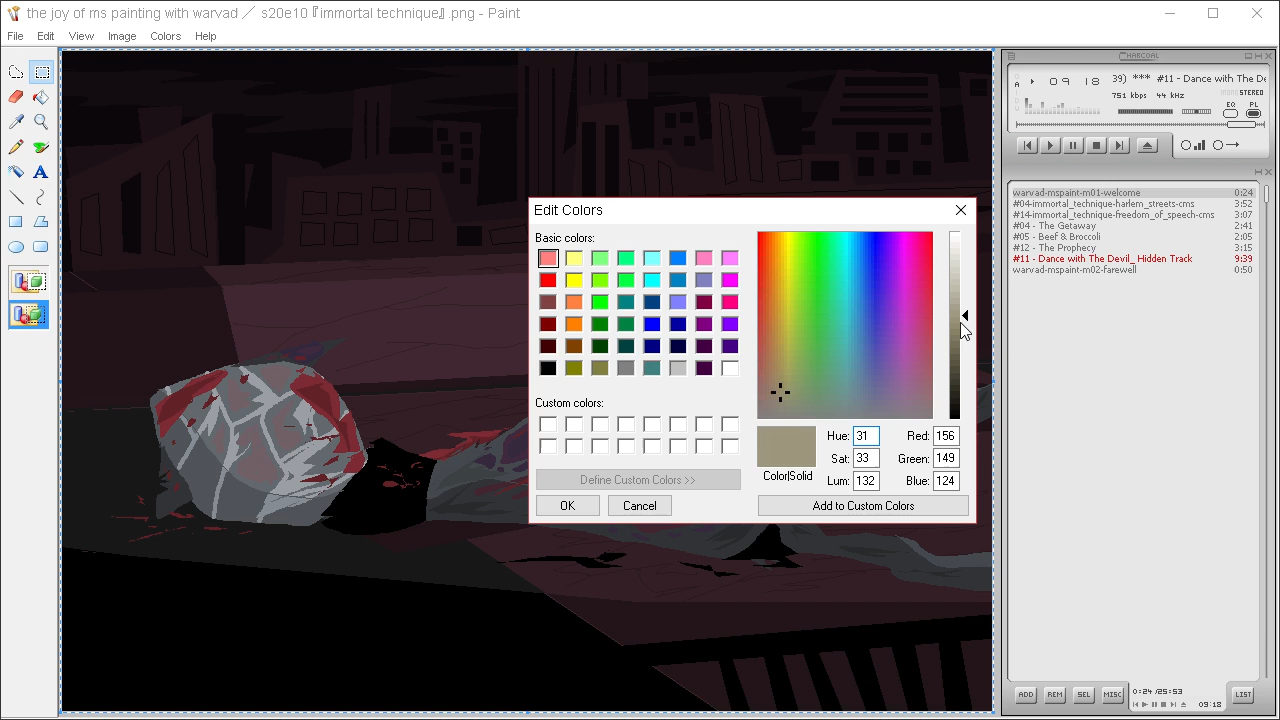 the joy of ms painting with warvad ／ s20e10『immortal technique』png - Paint
File Edit View Image Colors Help
Edit Colors
Basic colors:
Custom colors:
Define Custom Colors >>
OK Cancel
Color|Solid
Hue: 31 Red: 156
Sat: 33 Green: 149
Lum: 132 Blue: 124
Add to Custom Colors
CHARCOAL
09 18 39) *** #11 - Dance with The De
751 kbps 44 kHz MONO STEREO
EQ PL
warvad-mspaint-m01-welcome 0:24
#04-immortal_technique-harlem_streets-cms 3:52
#14-immortal_technique-freedom_of_speech-cms 3:07
#04 - The Getaway 2:41
#05 - Beef & Broccoli 2:05
#12 - The Prophecy 3:15
#11 - Dance with The Devil_ Hidden Track 9:39
warvad-mspaint-m02-farewell 0:50
ADD REM SEL MISC 0:24/25:53 09:18 LIST